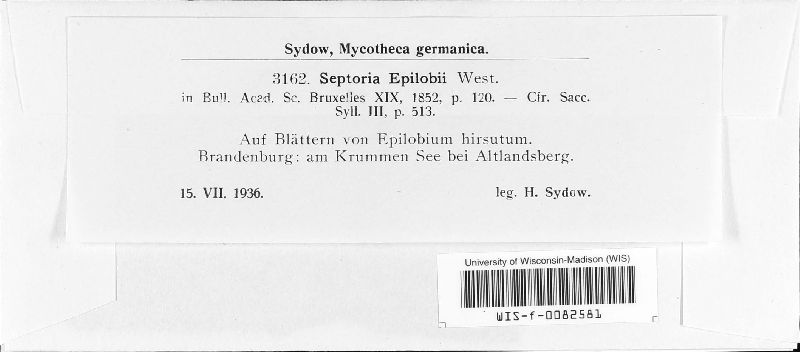 Sydow, Mycotheca germanica.
3162. Septoria Epilobii West.
in Bull. Acad. Sc. Bruxelles XIX, 1852, p. 120. — Cfr. Sacc.
Syll. III, p. 513.
Auf Blättern von Epilobium hirsutum.
Brandenburg: am Krummen See bei Altlandsberg.
15. VII. 1936.
leg. H. Sydow.
University of Wisconsin-Madison (WIS)
WIS-f-0082581